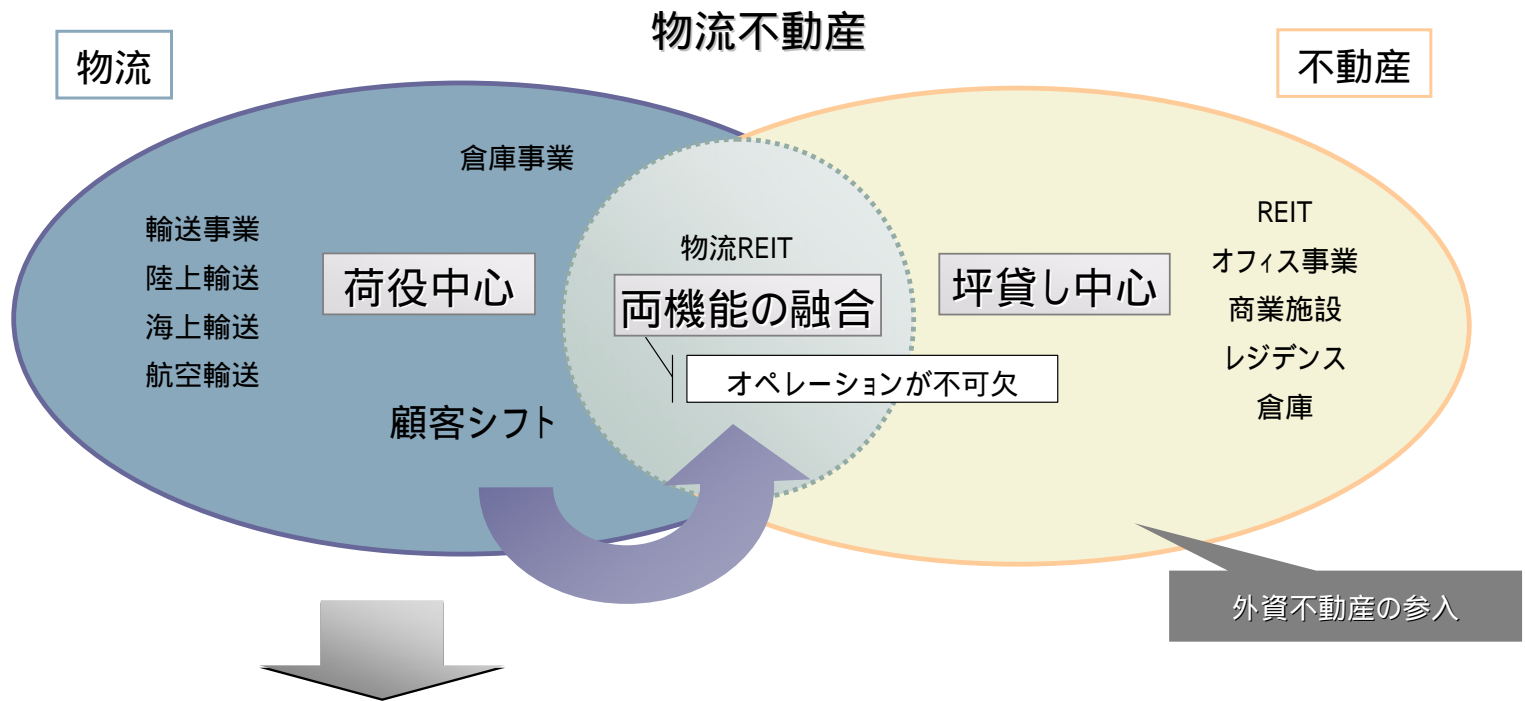 物流不動産
物流
不動産
倉庫事業
輸送事業
陸上輸送
海上輸送
航空輸送
荷役中心
顧客シフト
物流REIT
両機能の融合
オペレーションが不可欠
坪貸し中心
REIT
オフィス事業
商業施設
レジデンス
倉庫
外資不動産の参入